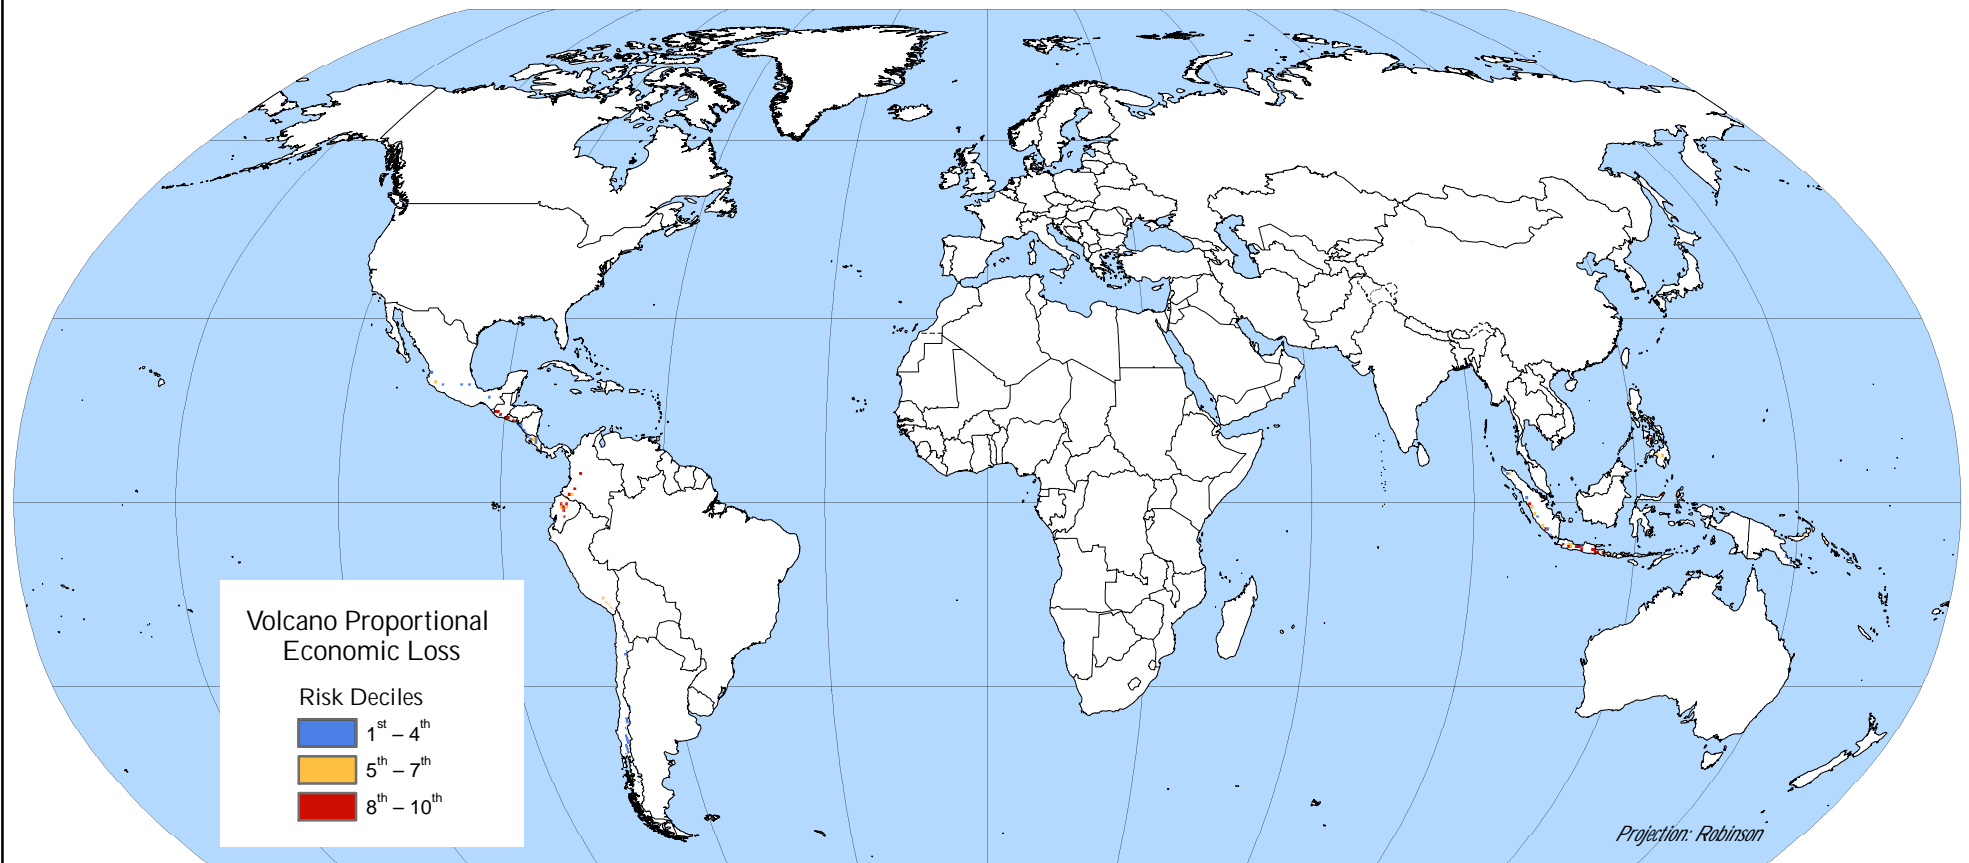 Volcano Proportional
Economic Loss
Risk Deciles
1st – 4th
5th – 7th
8th – 10th
Projection: Robinson